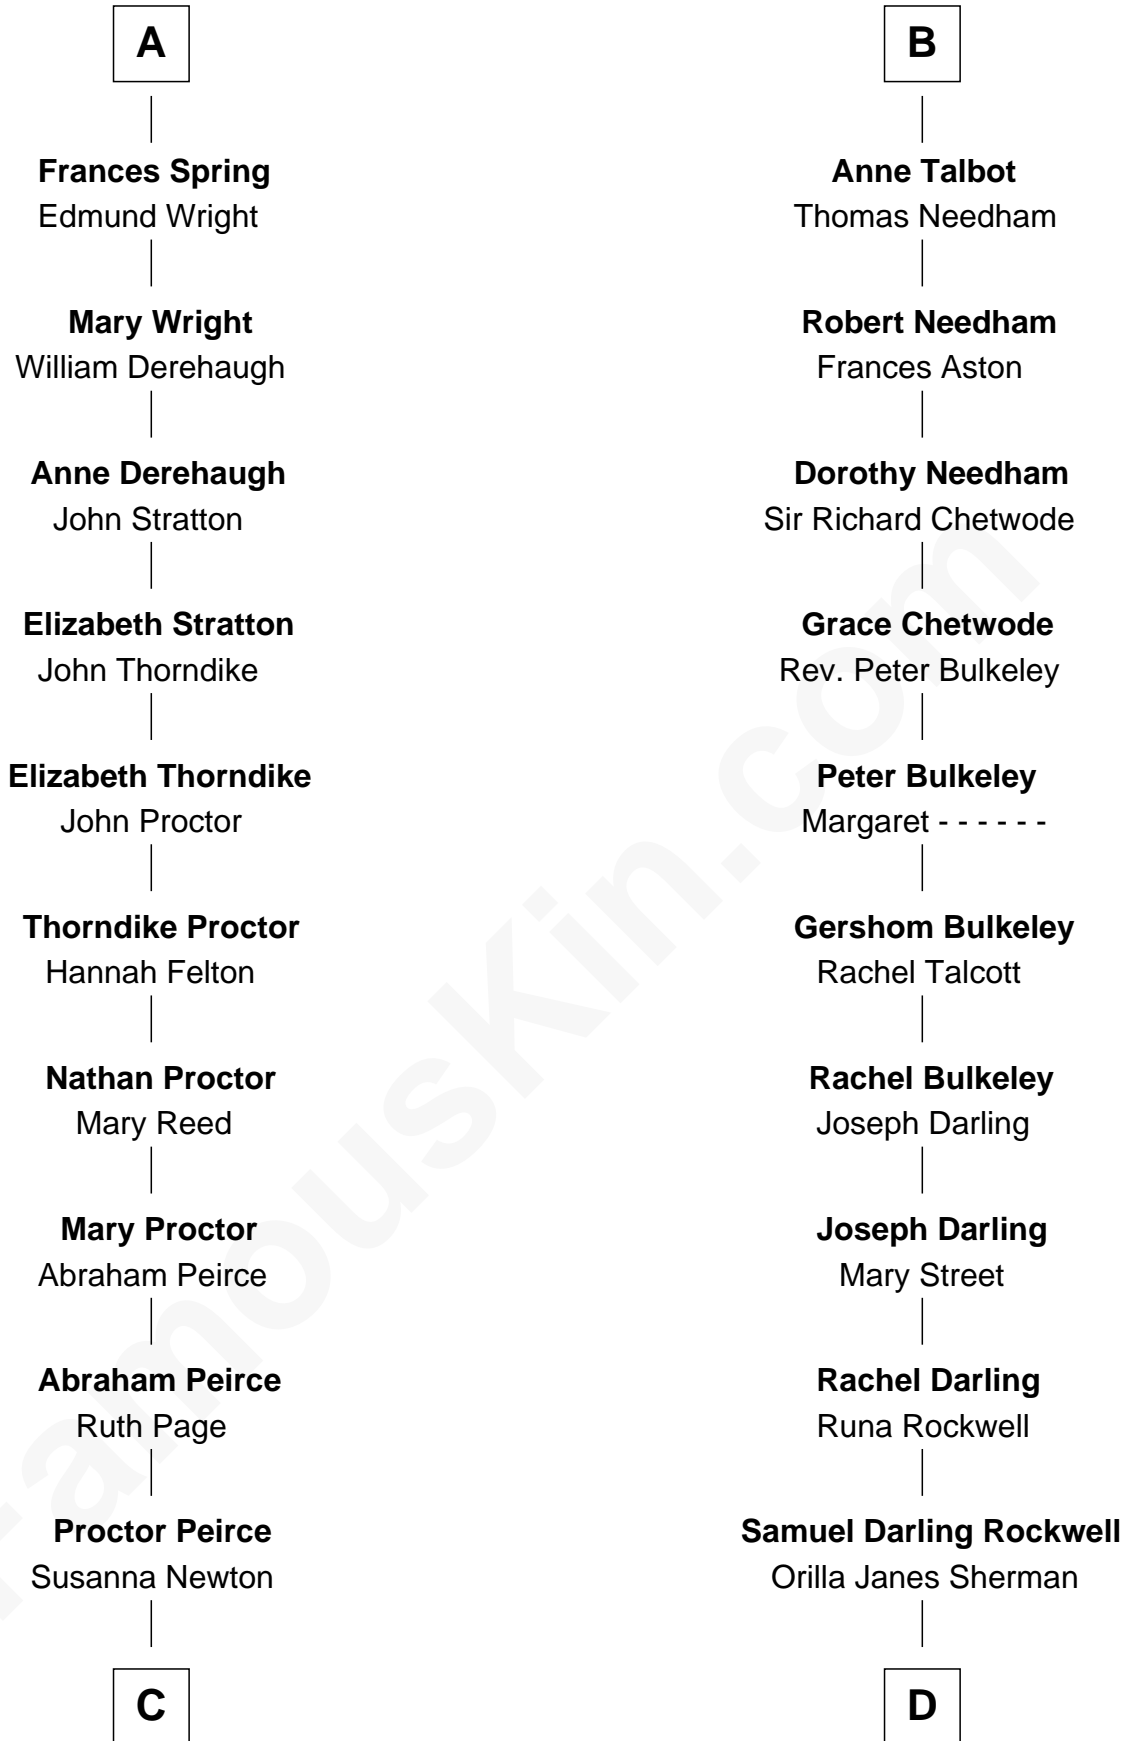 A
Frances Spring
Edmund Wright
Mary Wright
William Derehaugh
Anne Derehaugh
John Stratton
Elizabeth Stratton
John Thorndike
Elizabeth Thorndike
John Proctor
Thorndike Proctor
Hannah Felton
Nathan Proctor
Mary Reed
Mary Proctor
Abraham Peirce
Abraham Peirce
Ruth Page
Proctor Peirce
Susanna Newton
C
B
Anne Talbot
Thomas Needham
Robert Needham
Frances Aston
Dorothy Needham
Sir Richard Chetwode
Grace Chetwode
Rev. Peter Bulkeley
Peter Bulkeley
Margaret - - - - - -
Gershom Bulkeley
Rachel Talcott
Rachel Bulkeley
Joseph Darling
Joseph Darling
Mary Street
Rachel Darling
Runa Rockwell
Samuel Darling Rockwell
Orilla Janes Sherman
D
FamousKin.com